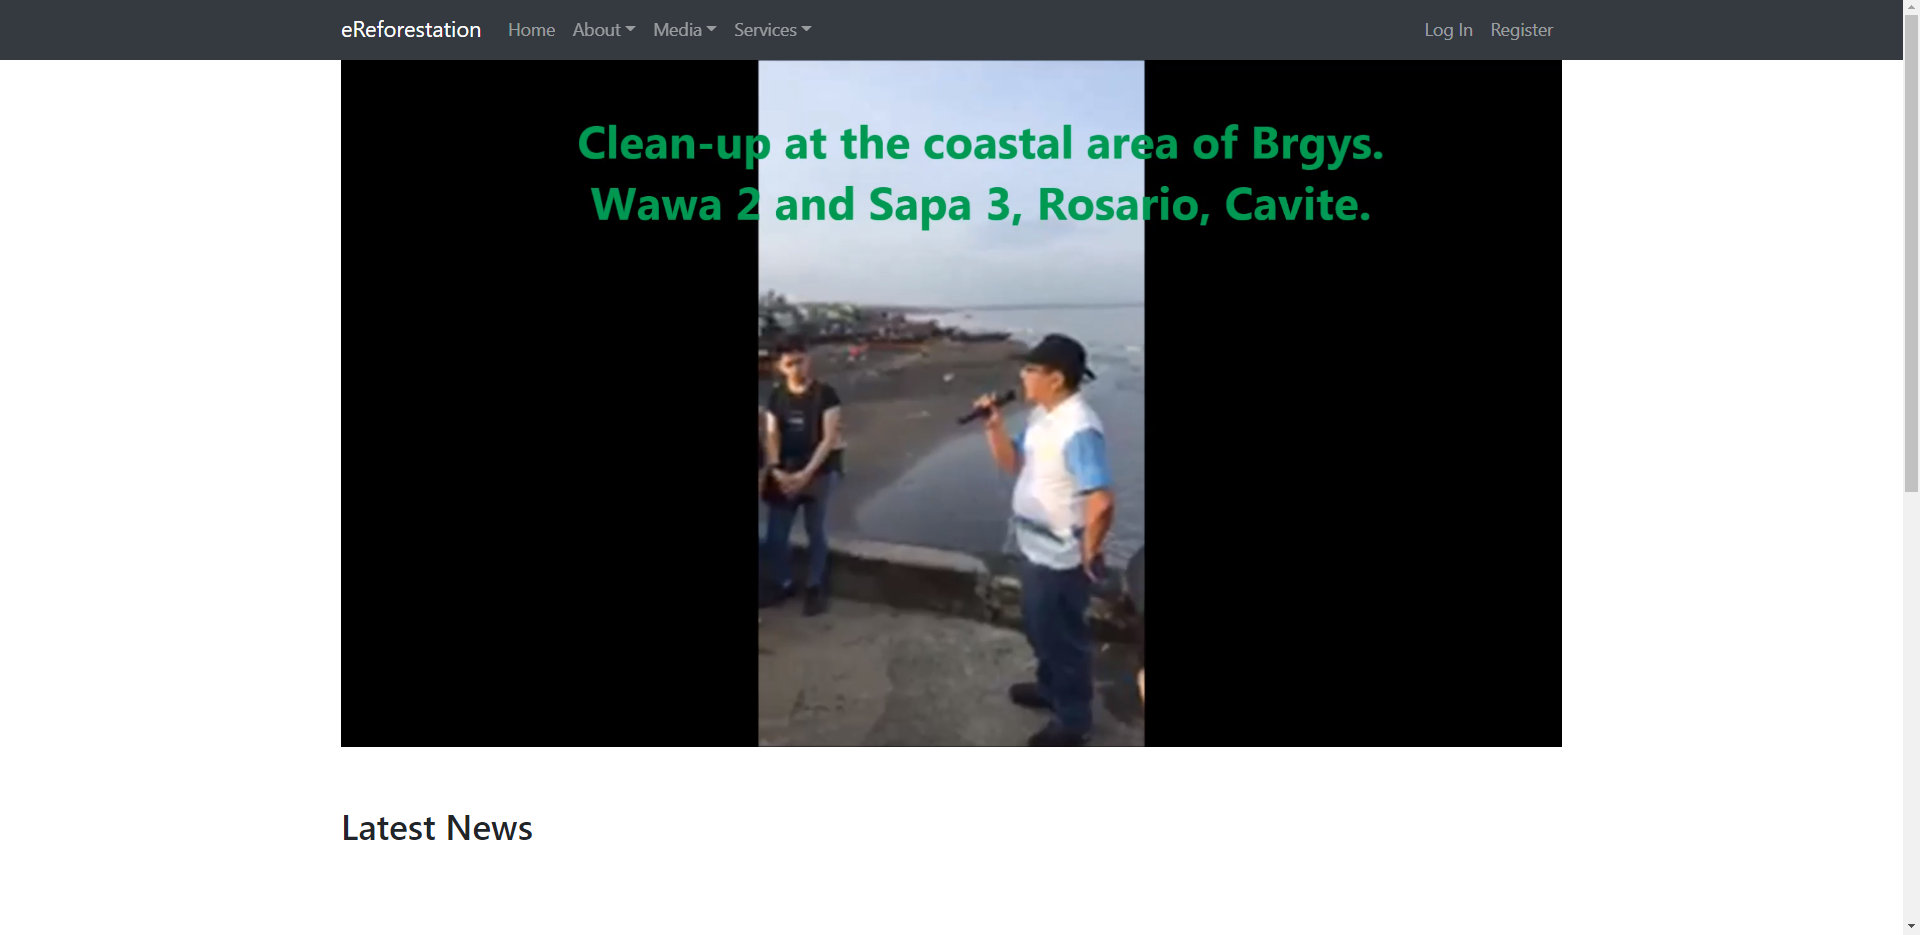 eReforestation Home About Media Services Log In Register
Clean-up at the coastal area of Brgys.
Wawa 2 and Sapa 3, Rosario, Cavite.
Latest News